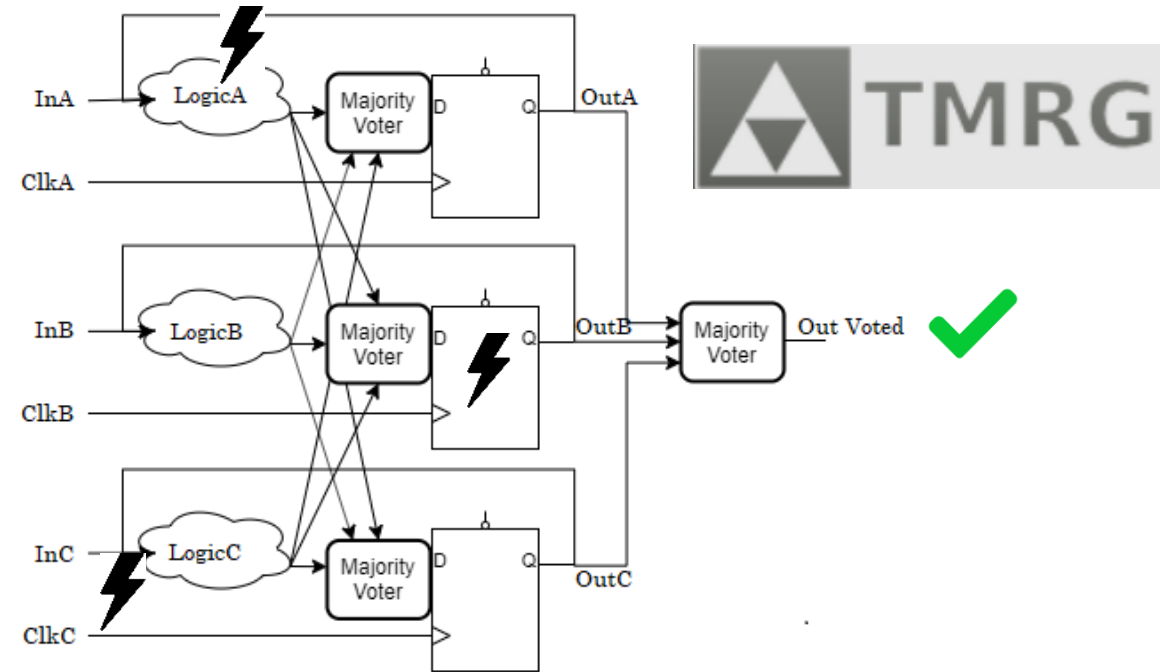 TMRG
InA
LogicA
Majority
Voter
D
Q
OutA
ClkA
InB
LogicB
Majority
Voter
D
Q
OutB
ClkB
Majority
Voter
Out Voted
InC
LogicC
Majority
Voter
D
Q
OutC
ClkC